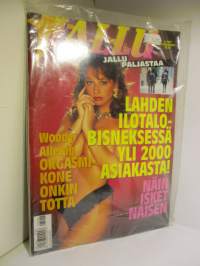 JALLU
JALLU
PALJASTAA
LAHDEN
ILOTALO-
BISNEKSESSÄ
YLI 2000
ASIAKASTA!
Woody
Allenin
ORGASMI-
KONE
ONKIN
TOTTA
NÄIN
ISKET
NAISEN